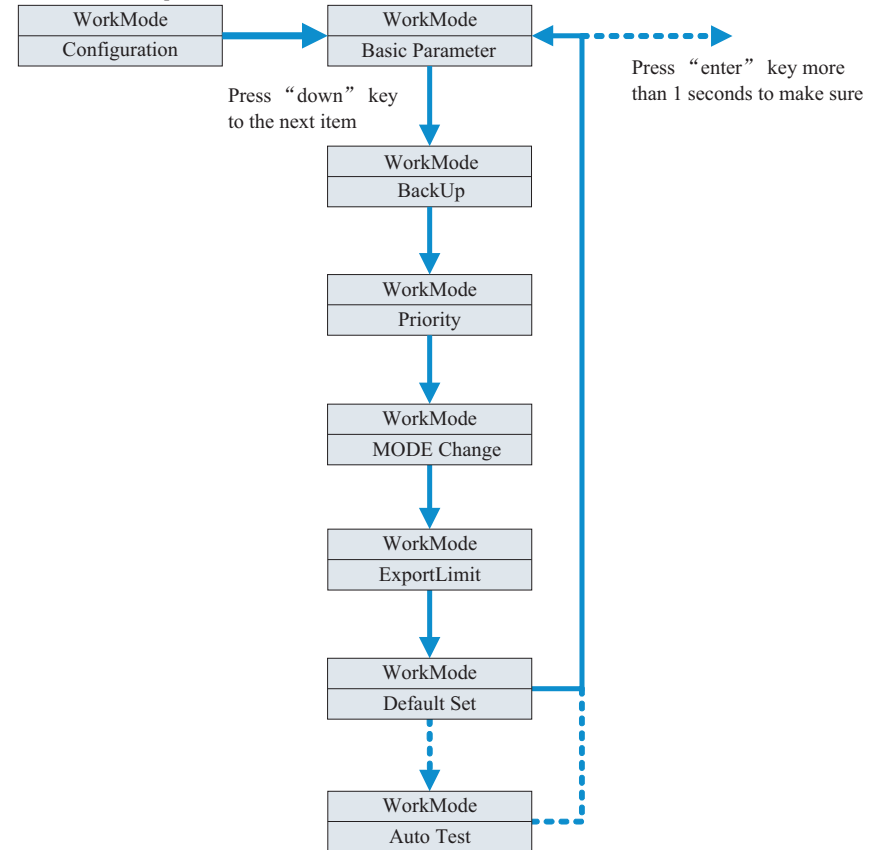 WorkMode
Configuration
WorkMode
Basic Parameter
Press “enter” key more
than 1 seconds to make sure
Press “down” key
to the next item
WorkMode
BackUp
WorkMode
Priority
WorkMode
MODE Change
WorkMode
ExportLimit
WorkMode
Default Set
WorkMode
Auto Test